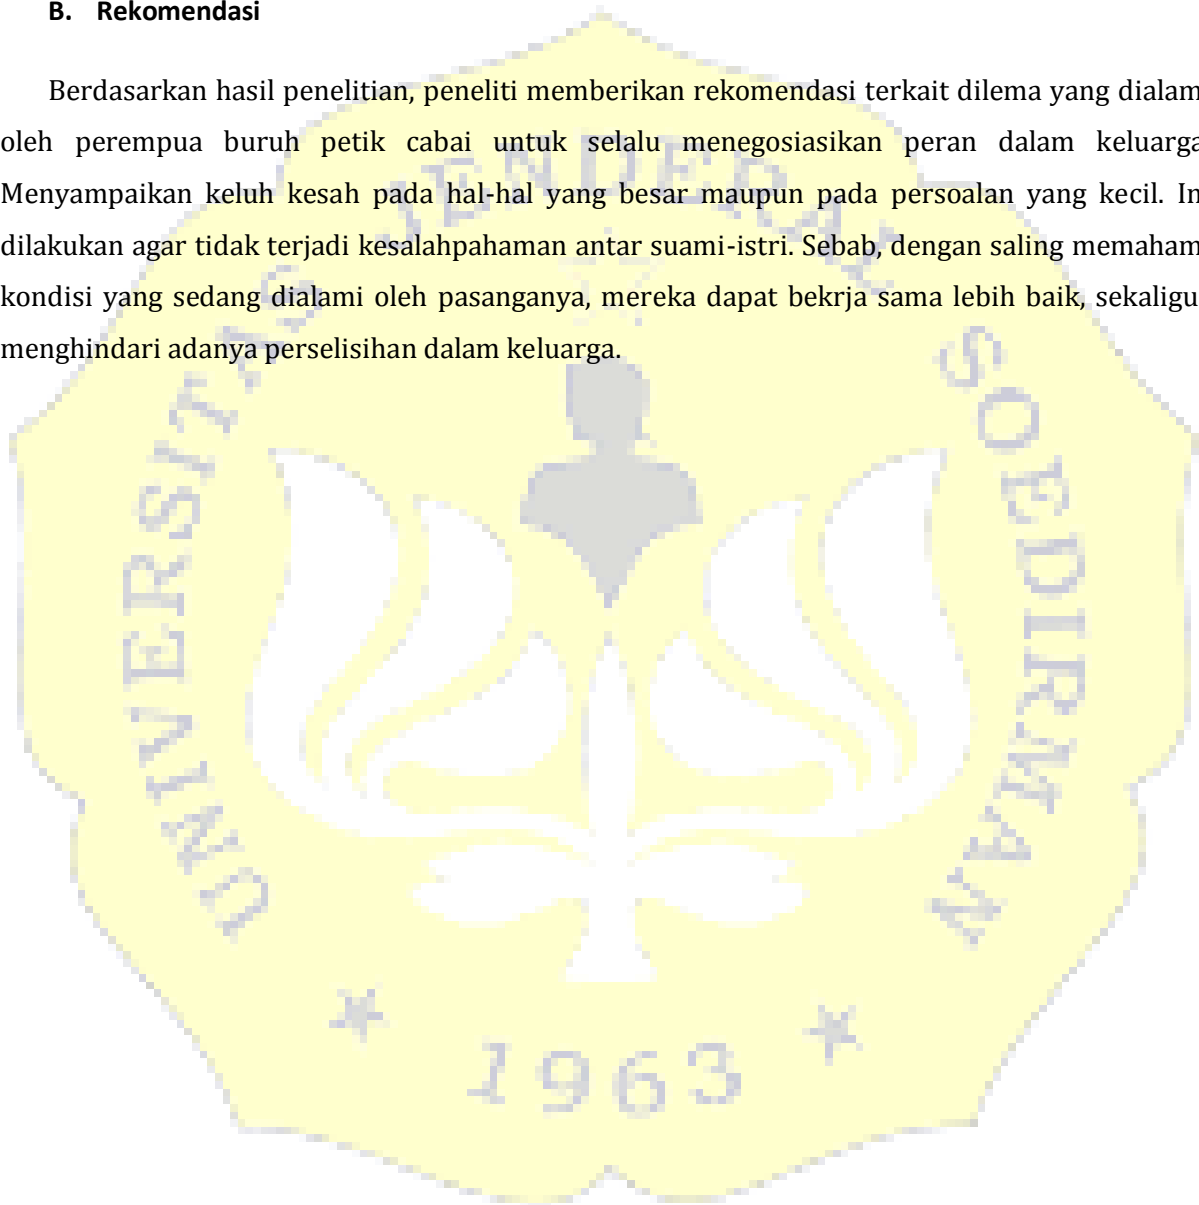 B. Rekomendasi
Berdasarkan hasil penelitian, peneliti memberikan rekomendasi terkait dilema yang dialam
oleh perempua buruh petik cabai untuk selalu menegosiasikan peran dalam keluarga
Menyampaikan keluh kesah pada hal-hal yang besar maupun pada persoalan yang kecil. In
dilakukan agar tidak terjadi kesalahpahaman antar suami-istri. Sebab, dengan saling memaham
kondisi yang sedang dialami oleh pasanganya, mereka dapat bekrja sama lebih baik, sekaligu
menghindari adanya perselisihan dalam keluarga.
UNIVERSITAS JENDERAL SOEDIRMAN
1963